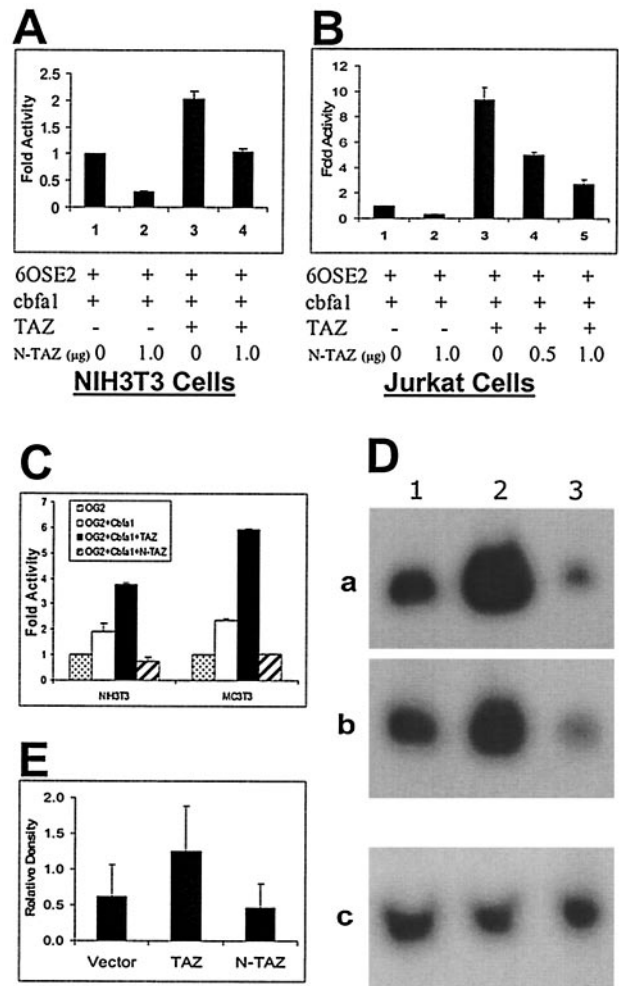 A
Fold Activity
2.5
2
1.5
1
0.5
0
1 2 3 4
6OSE2 + + + +
cbfa1 + + + +
TAZ - - + +
N-TAZ (µg) 0 1.0 0 1.0
NIH3T3 Cells
B
Fold Activity
12
10
8
6
4
2
0
1 2 3 4 5
6OSE2 + + + + +
cbfa1 + + + + +
TAZ - - + + +
N-TAZ (µg) 0 1.0 0 0.5 1.0
Jurkat Cells
C
Fold Activity
7
6
5
4
3
2
1
0
OG2
OG2+Cbfa1
OG2+Cbfa1+TAZ
OG2+Cbfa1+N-TAZ
NIH3T3 MC3T3
D
1 2 3
a
b
c
E
Relative Density
2.0
1.5
1.0
0.5
0.0
Vector TAZ N-TAZ